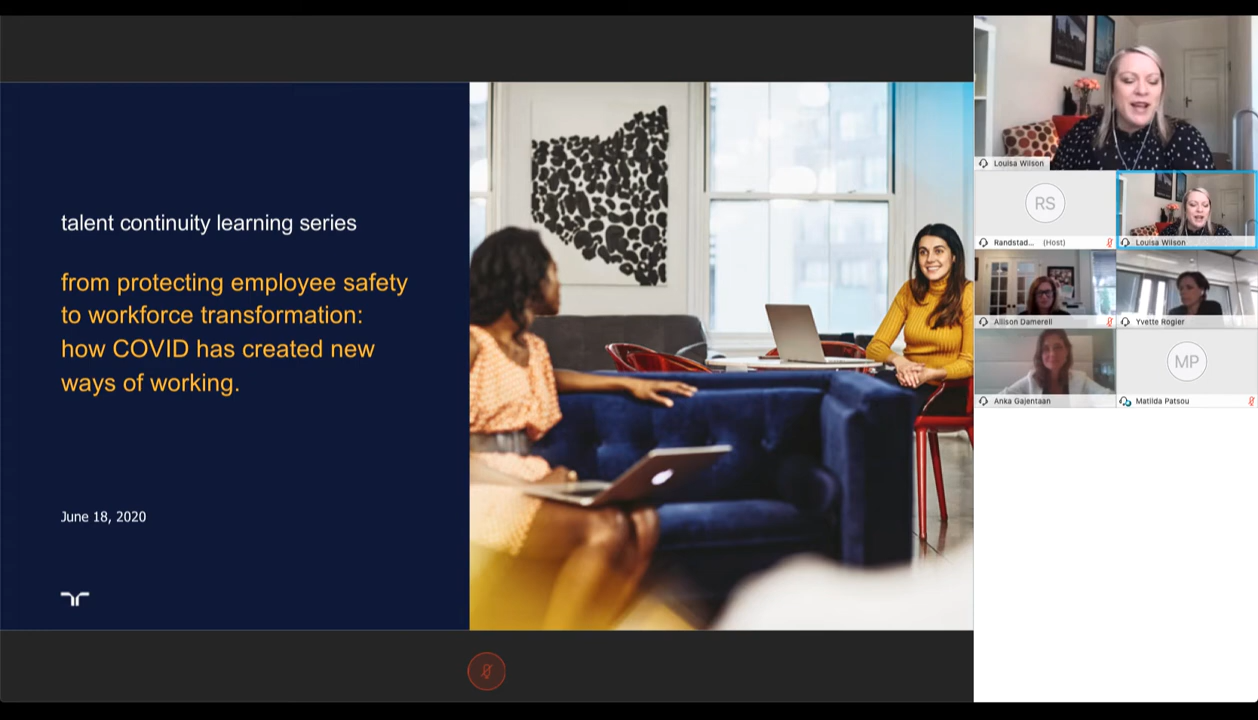 talent continuity learning series
from protecting employee safety
to workforce transformation:
how COVID has created new
ways of working.
June 18, 2020
Louisa Wilson
RS
Randstad... (Host)
Louisa Wilson
Allison Damerell
Yvette Rogier
Anka Gajentaan
MP
Matilda Patsou